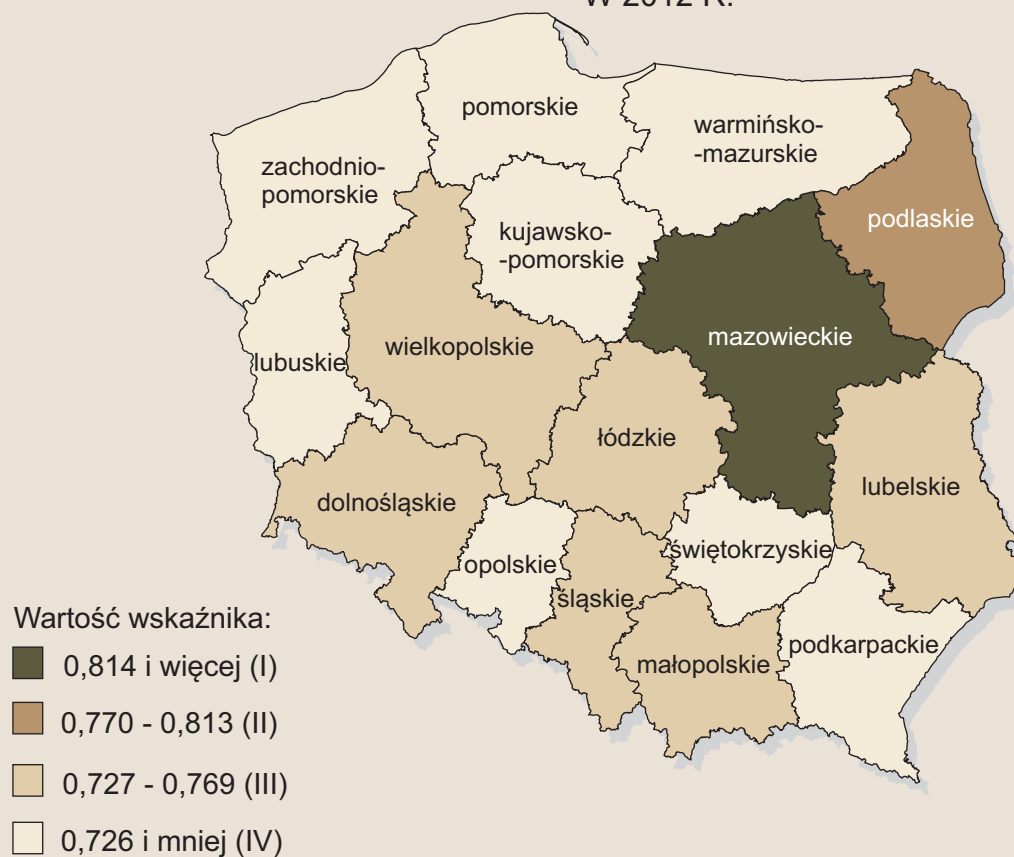 W 2012 R.
pomorskie
warmińsko-
-mazurskie
zachodnio-
pomorskie
podlaskie
kujawsko-
-pomorskie
mazowieckie
wielkopolskie
lubuskie
łódzkie
lubelskie
dolnośląskie
świętokrzyskie
opolskie
śląskie
podkarpackie
małopolskie
Wartość wskaźnika:
0,814 i więcej (I)
0,770 - 0,813 (II)
0,727 - 0,769 (III)
0,726 i mniej (IV)